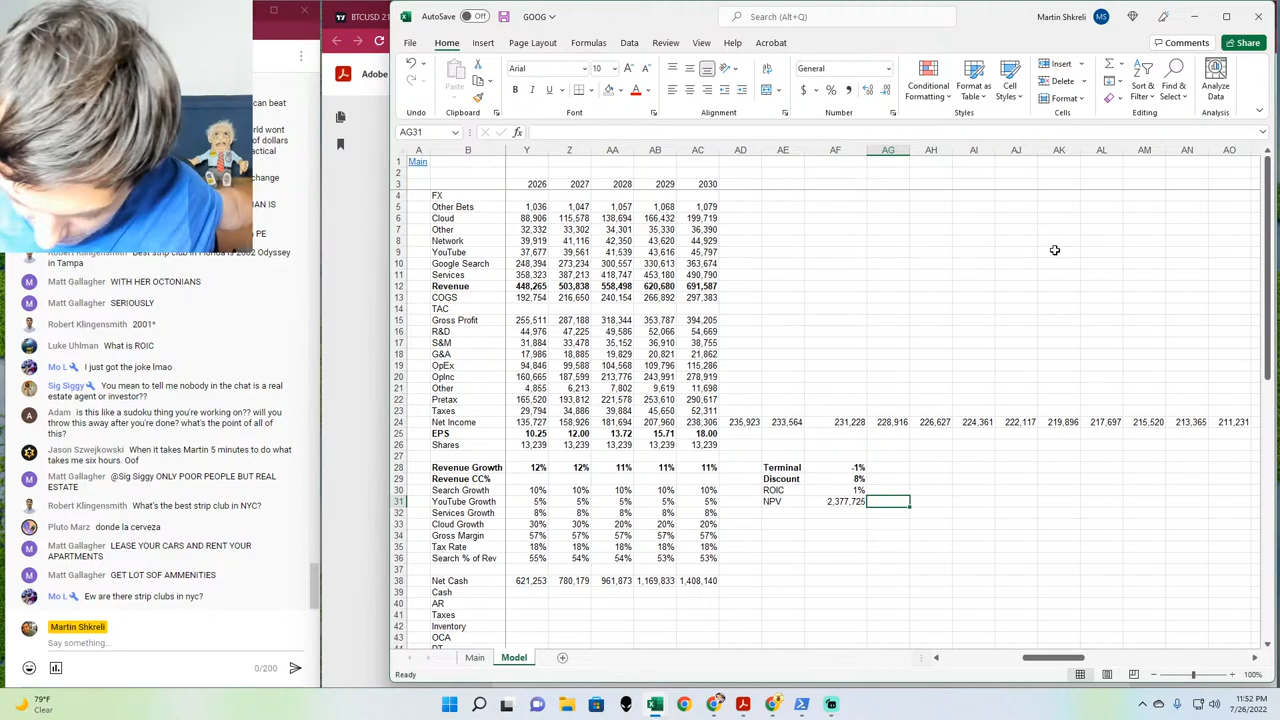 BTCUSD 21
AutoSave Off GOOG
Search (Alt+Q)
Martin Shkreli MS
File Home Insert Page Layout Formulas Data Review View Help Acrobat
Comments Share
Adobe
Undo
Paste
Clipboard
Arial 10
Font
Alignment
General
Number
Conditional Formatting
Format as Table
Cell Styles
Styles
Insert
Delete
Format
Cells
Sort & Filter
Find & Select
Editing
Analyze Data
Analysis
AG31
A B Y Z AA AB AC AD AE AF AG AH AI AJ AK AL AM AN AO
1 Main
2
3 2026 2027 2028 2029 2030
4 FX
5 Other Bets 1,036 1,047 1,057 1,068 1,079
6 Cloud 88,906 115,578 138,694 166,432 199,719
7 Other 32,332 33,302 34,301 35,330 36,390
8 Network 39,919 41,116 42,350 43,620 44,929
9 YouTube 37,677 39,561 41,539 43,616 45,797
10 Google Search 248,394 273,234 300,557 330,613 363,674
11 Services 358,323 387,213 418,747 453,180 490,790
12 Revenue 448,265 503,838 558,498 620,680 691,587
13 COGS 192,754 216,650 240,154 266,892 297,383
14 TAC
15 Gross Profit 255,511 287,188 318,344 353,787 394,205
16 R&D 44,976 47,225 49,586 52,066 54,669
17 S&M 31,884 33,478 35,152 36,910 38,755
18 G&A 17,986 18,885 19,829 20,821 21,862
19 OpEx 94,846 99,588 104,568 109,796 115,286
20 OpInc 160,665 187,599 213,776 243,991 278,919
21 Other 4,855 6,213 7,802 9,619 11,698
22 Pretax 165,520 193,812 221,578 253,610 290,617
23 Taxes 29,794 34,886 39,884 45,650 52,311
24 Net Income 135,727 158,926 181,694 207,960 238,306 235,923 233,564 231,228 228,916 226,627 224,361 222,117 219,896 217,697 215,520 213,365 211,231
25 EPS 10.25 12.00 13.72 15.71 18.00
26 Shares 13,239 13,239 13,239 13,239 13,239
27
28 Revenue Growth 12% 12% 11% 11% 11% Terminal -1%
29 Revenue CC% Discount 8%
30 Search Growth 10% 10% 10% 10% 10% ROIC 1%
31 YouTube Growth 5% 5% 5% 5% 5% NPV 2,377,725
32 Services Growth 8% 8% 8% 8% 8%
33 Cloud Growth 30% 30% 20% 20% 20%
34 Gross Margin 57% 57% 57% 57% 57%
35 Tax Rate 18% 18% 18% 18% 18%
36 Search % of Rev 55% 54% 54% 53% 53%
37
38 Net Cash 621,253 780,179 961,873 1,169,833 1,408,140
39 Cash
40 AR
41 Taxes
42 Inventory
43 OCA
Main Model
Ready
100%
can beat
rld wont
of dollars
actical
change
IAN IS
PE
Robert Klingensmith Best strip club in Florida is 2002 Odyssey
in Tampa
M Matt Gallagher WITH HER OCTONIANS
M Matt Gallagher SERIOUSLY
Robert Klingensmith 2001*
Luke Uhlman What is ROIC
Mo L I just got the joke lmao
Sig Siggy You mean to tell me nobody in the chat is a real
estate agent or investor??
A Adam is this like a sudoku thing you're working on?? will you
throw this away after you're done? what's the point of all of
this?
Jason Szwejkowski When it takes Martin 5 minutes to do what
takes me six hours. Oof
M Matt Gallagher @Sig Siggy ONLY POOR PEOPLE BUT REAL
ESTATE
Robert Klingensmith What's the best strip club in NYC?
Pluto Marz donde la cerveza
M Matt Gallagher LEASE YOUR CARS AND RENT YOUR
APARTMENTS
M Matt Gallagher GET LOT SOF AMMENITIES
Mo L Ew are there strip clubs in nyc?
Martin Shkreli
Say something...
0/200
79°F
Clear
11:52 PM
7/26/2022